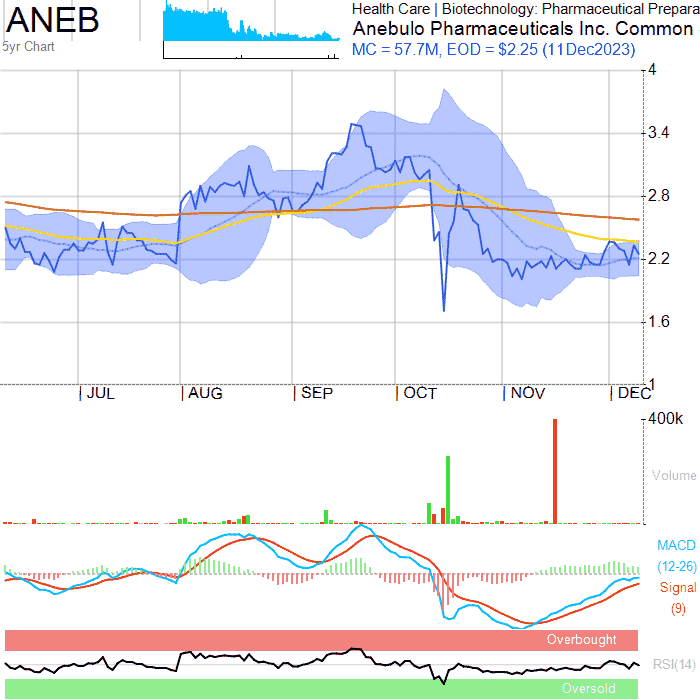 ANEB
5yr Chart
Health Care | Biotechnology: Pharmaceutical Prepara
Anebulo Pharmaceuticals Inc. Common
MC = 57.7M, EOD = $2.25 (11Dec2023)
4
3.4
2.8
2.2
1.6
1
JUL
AUG
SEP
OCT
NOV
DEC
400k
Volume
MACD
(12-26)
Signal
(9)
Overbought
RSI(14)
Oversold